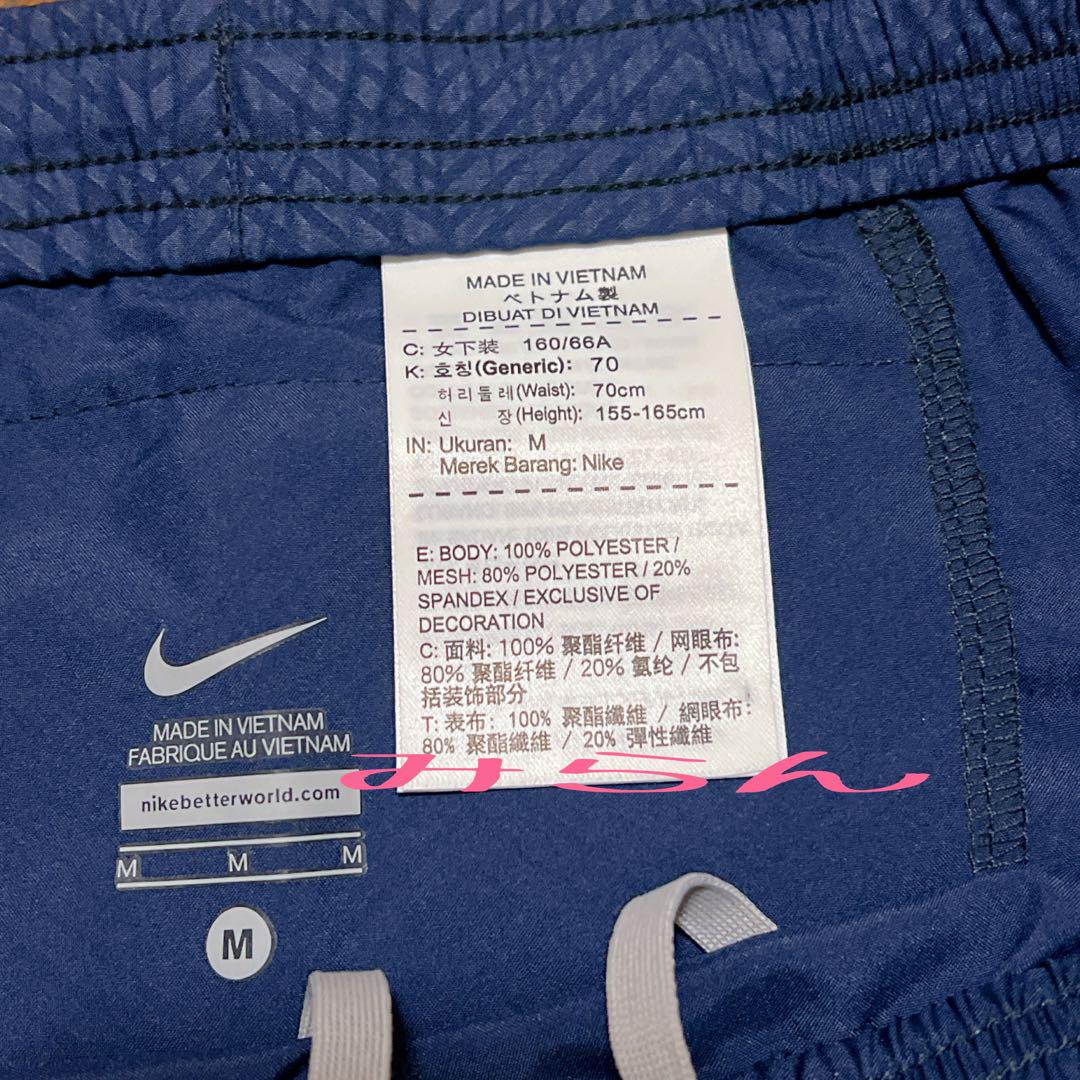 MADE IN VIETNAM
ベトナム製
DIBUAT DI VIETNAM
C: 女下装 160/66A
K: 호칭(Generic): 70
허리둘레(Waist): 70cm
신 장(Height): 155-165cm
IN: Ukuran: M
Merek Barang: Nike
E: BODY: 100% POLYESTER /
MESH: 80% POLYESTER / 20%
SPANDEX / EXCLUSIVE OF
DECORATION
C: 面料: 100% 聚酯纤维 / 网眼布:
80% 聚酯纤维 / 20% 氨纶 / 不包
括装饰部分
T: 表布: 100% 聚酯纖維 / 網眼布:
80% 聚酯纖維 / 20% 彈性纖維
MADE IN VIETNAM
FABRIQUE AU VIETNAM
nikebetterworld.com
M M M
M
みらん